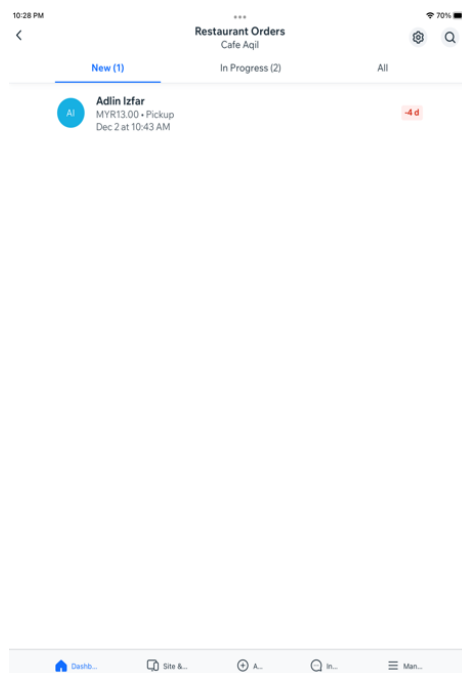 10:28 PM
70%
Restaurant Orders
Cafe Aqil
New (1)
In Progress (2)
All
AI
Adlin Izfar
MYR13.00 • Pickup
Dec 2 at 10:43 AM
-4 d
Dashb...
Site &...
A...
In...
Man...